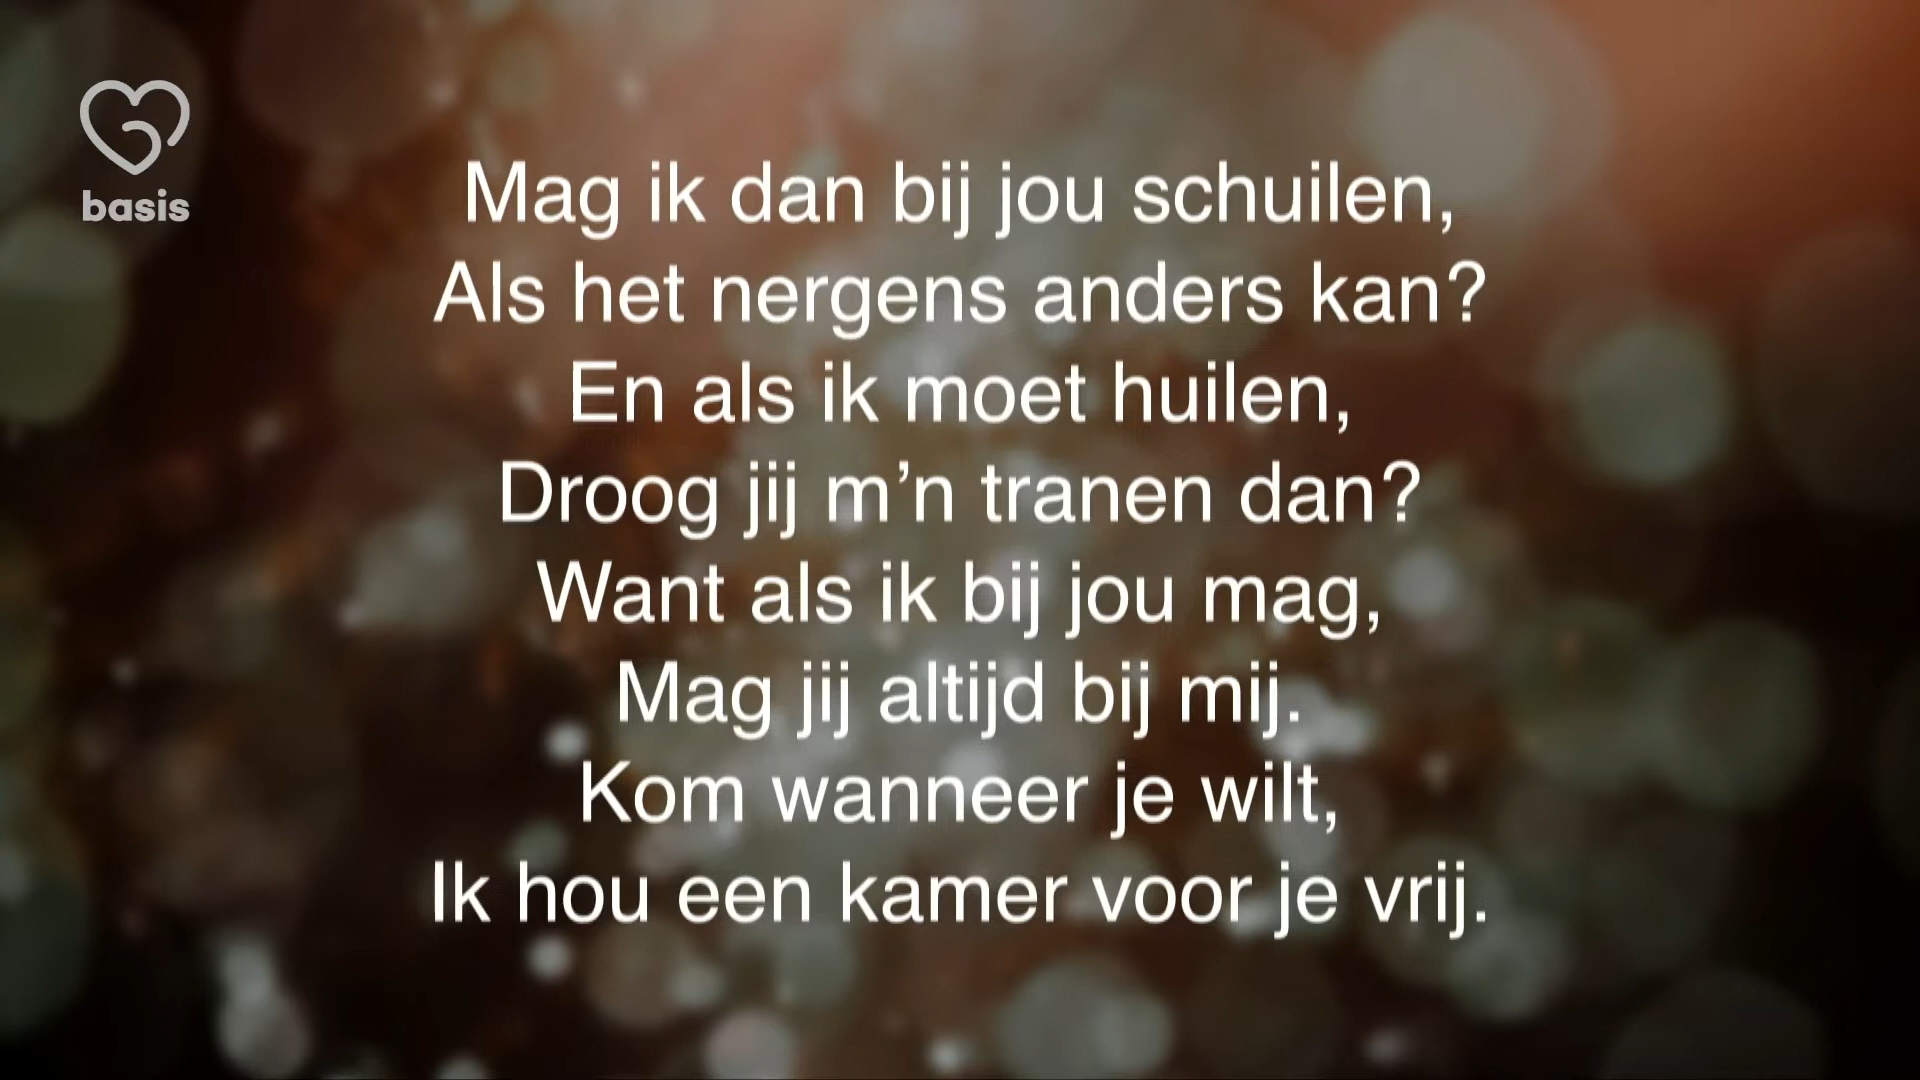 basis
Mag ik dan bij jou schuilen,
Als het nergens anders kan?
En als ik moet huilen,
Droog jij m’n tranen dan?
Want als ik bij jou mag,
Mag jij altijd bij mij.
Kom wanneer je wilt,
Ik hou een kamer voor je vrij.